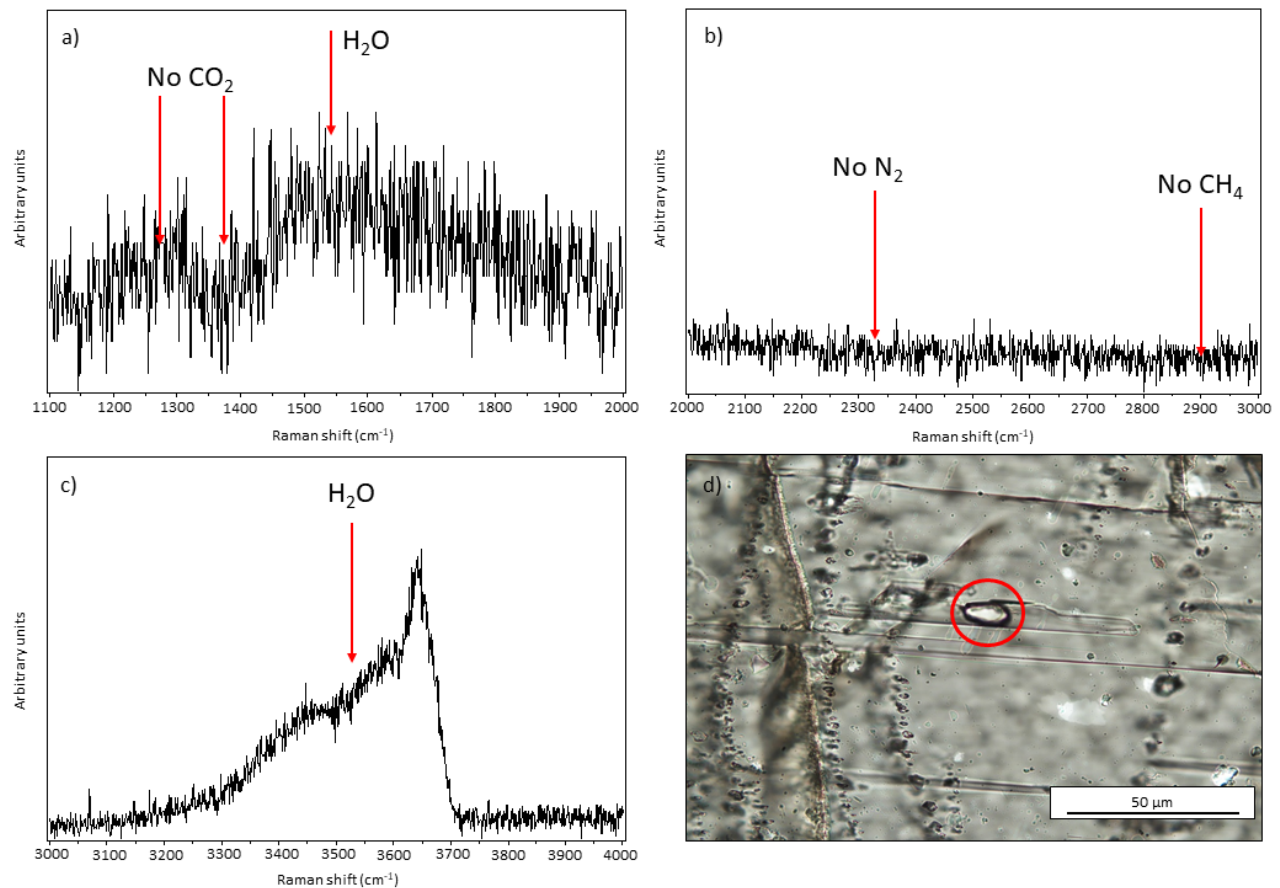 a)
No CO₂
H₂O
Arbitrary units
1100 1200 1300 1400 1500 1600 1700 1800 1900 2000
Raman shift (cm⁻¹)
b)
No N₂
No CH₄
Arbitrary units
2000 2100 2200 2300 2400 2500 2600 2700 2800 2900 3000
Raman shift (cm⁻¹)
c)
H₂O
Arbitrary units
3000 3100 3200 3300 3400 3500 3600 3700 3800 3900 4000
Raman shift (cm⁻¹)
d)
50 µm